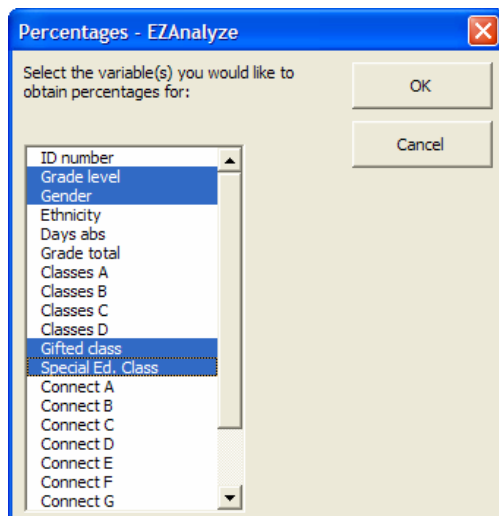 Percentages - EZAnalyze
Select the variable(s) you would like to
obtain percentages for:
OK
Cancel
ID number
Grade level
Gender
Ethnicity
Days abs
Grade total
Classes A
Classes B
Classes C
Classes D
Gifted class
Special Ed. Class
Connect A
Connect B
Connect C
Connect D
Connect E
Connect F
Connect G